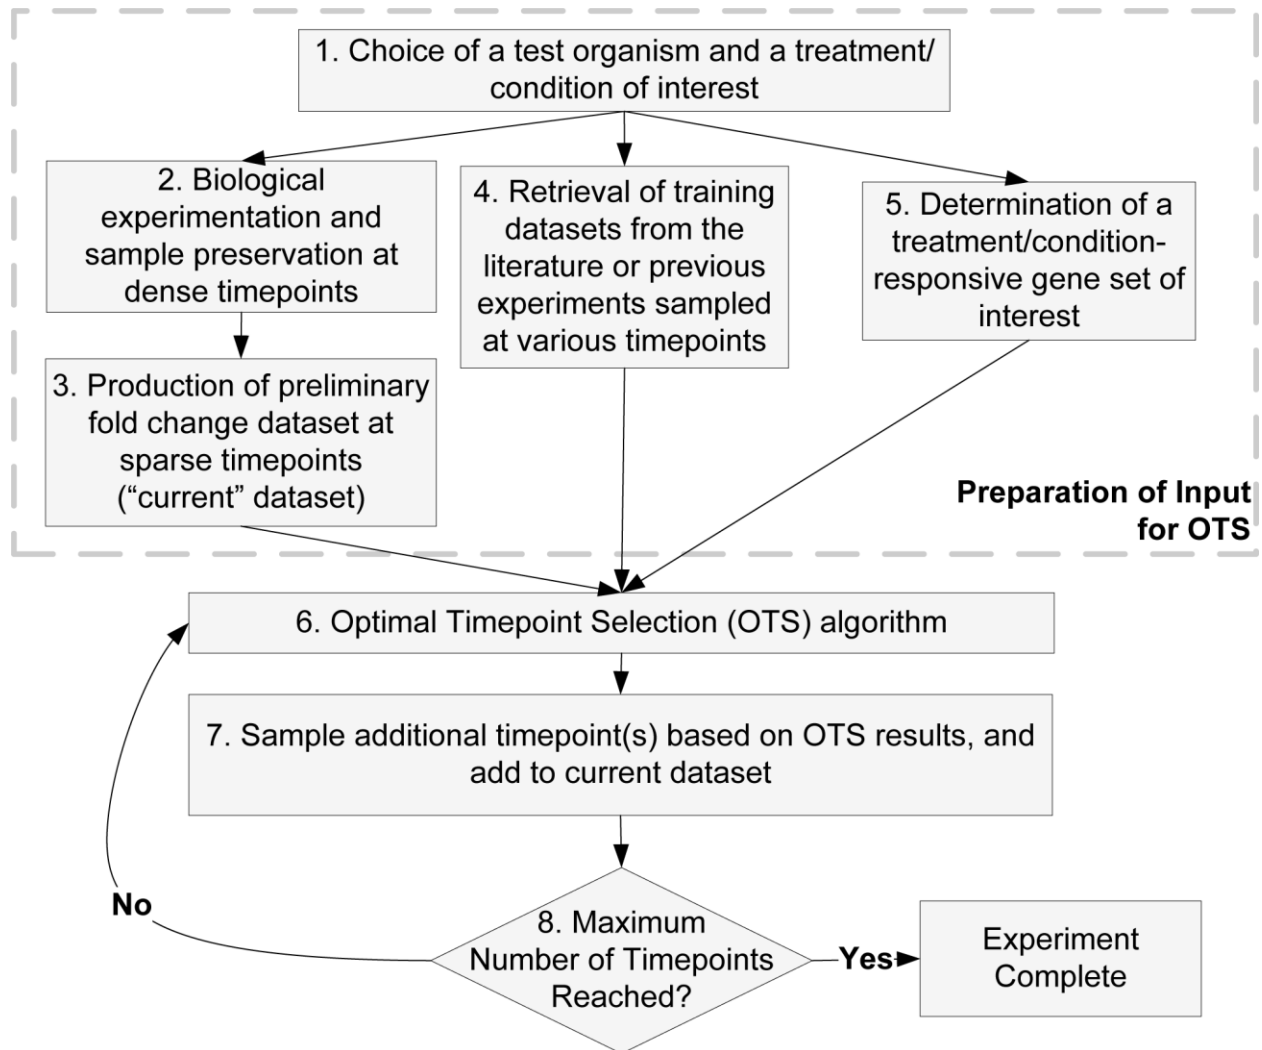 1. Choice of a test organism and a treatment/
condition of interest
2. Biological
experimentation and
sample preservation at
dense timepoints
3. Production of preliminary
fold change dataset at
sparse timepoints
(“current” dataset)
4. Retrieval of training
datasets from the
literature or previous
experiments sampled
at various timepoints
5. Determination of a
treatment/condition-
responsive gene set of
interest
Preparation of Input
for OTS
6. Optimal Timepoint Selection (OTS) algorithm
7. Sample additional timepoint(s) based on OTS results, and
add to current dataset
8. Maximum
Number of Timepoints
Reached?
No
Yes
Experiment
Complete